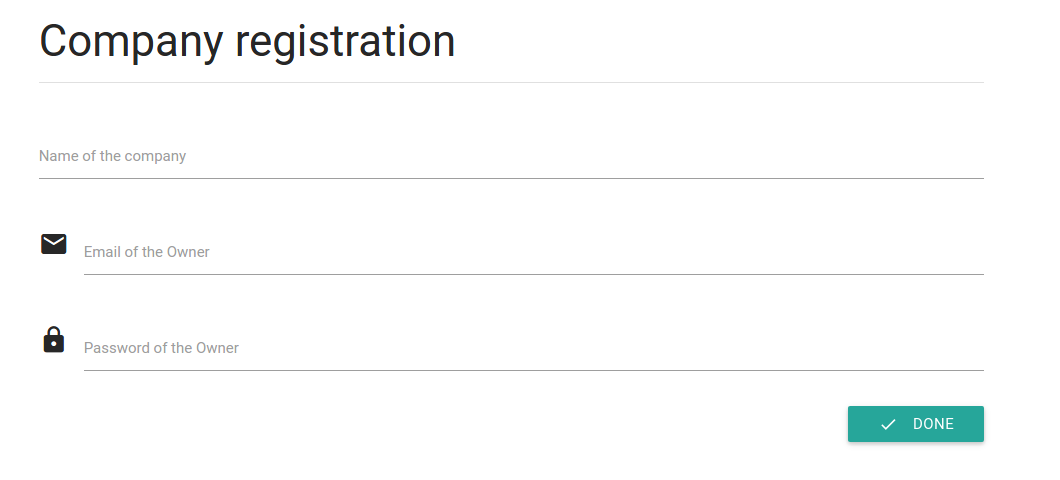 Company registration
Name of the company
Email of the Owner
Password of the Owner
DONE